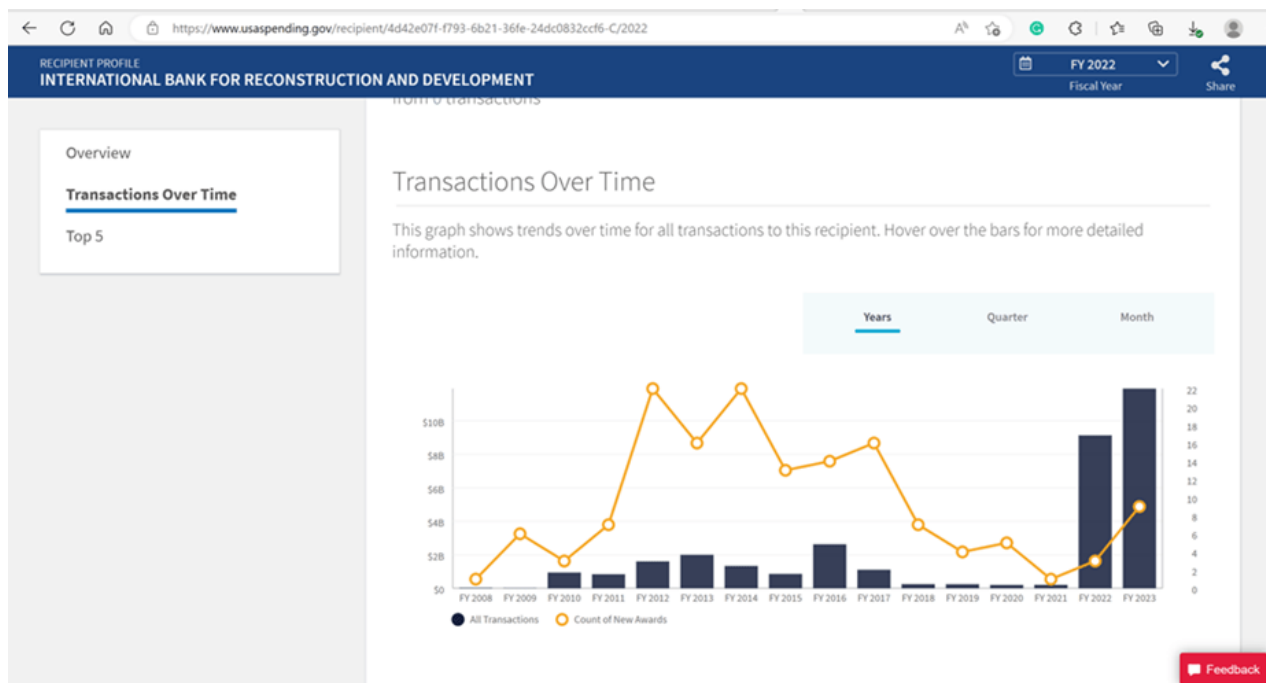 https://www.usaspending.gov/recipient/4d42e07f-f793-6b21-36fe-24dc0832ccf6-C/2022
RECIPIENT PROFILE
INTERNATIONAL BANK FOR RECONSTRUCTION AND DEVELOPMENT
FY 2022
Fiscal Year
Share
from 0 transactions
Overview
Transactions Over Time
Top 5
Transactions Over Time
This graph shows trends over time for all transactions to this recipient. Hover over the bars for more detailed
information.
Years Quarter Month
$10B
$8B
$6B
$4B
$2B
$0
22
20
18
16
14
12
10
8
6
4
2
0
FY 2008 FY 2009 FY 2010 FY 2011 FY 2012 FY 2013 FY 2014 FY 2015 FY 2016 FY 2017 FY 2018 FY 2019 FY 2020 FY 2021 FY 2022 FY 2023
All Transactions Count of New Awards
Feedback